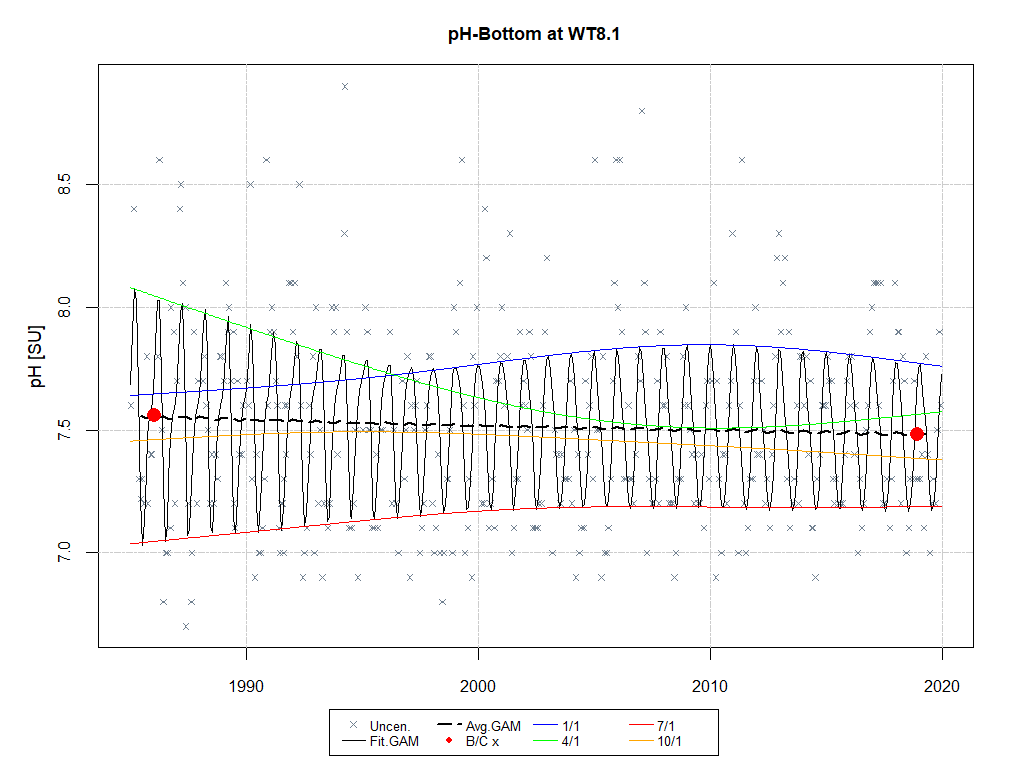 pH-Bottom at WT8.1
pH [SU]
8.5
8.0
7.5
7.0
1990 2000 2010 2020
Uncen. Avg.GAM 1/1 7/1
Fit.GAM B/C x 4/1 10/1